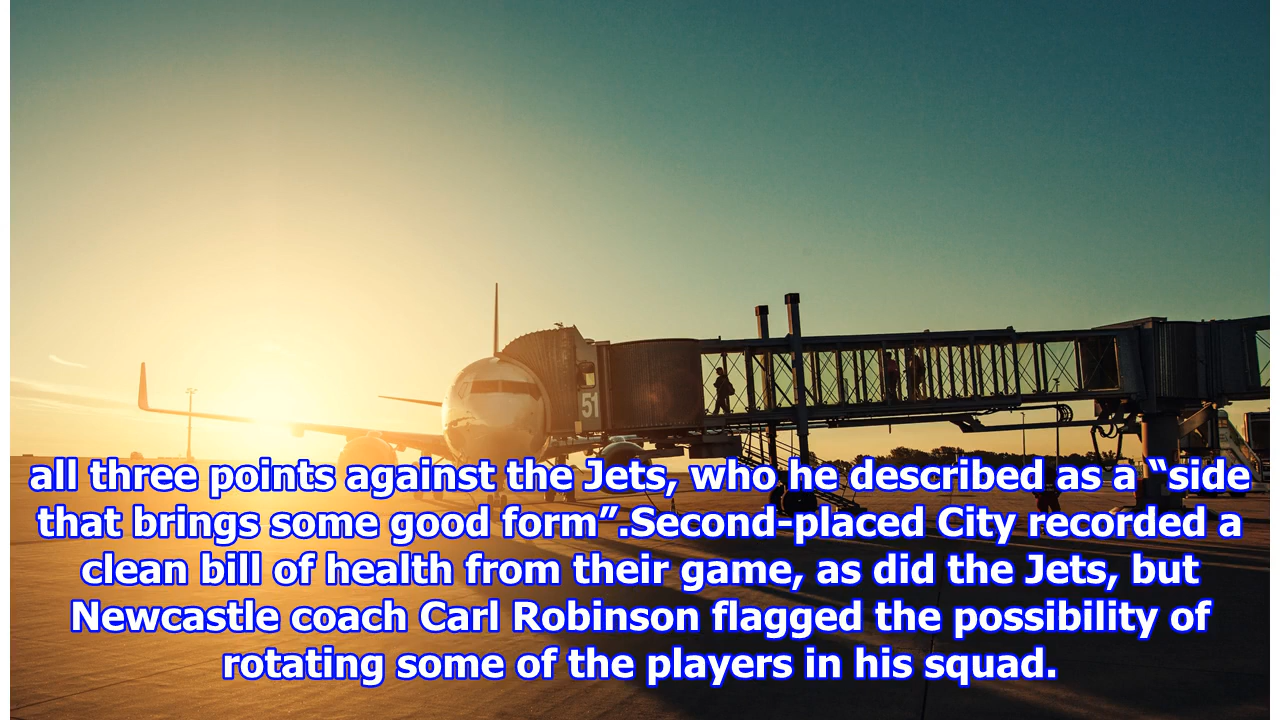 51
all three points against the Jets, who he described as a “side
that brings some good form”.Second-placed City recorded a
clean bill of health from their game, as did the Jets, but
Newcastle coach Carl Robinson flagged the possibility of
rotating some of the players in his squad.